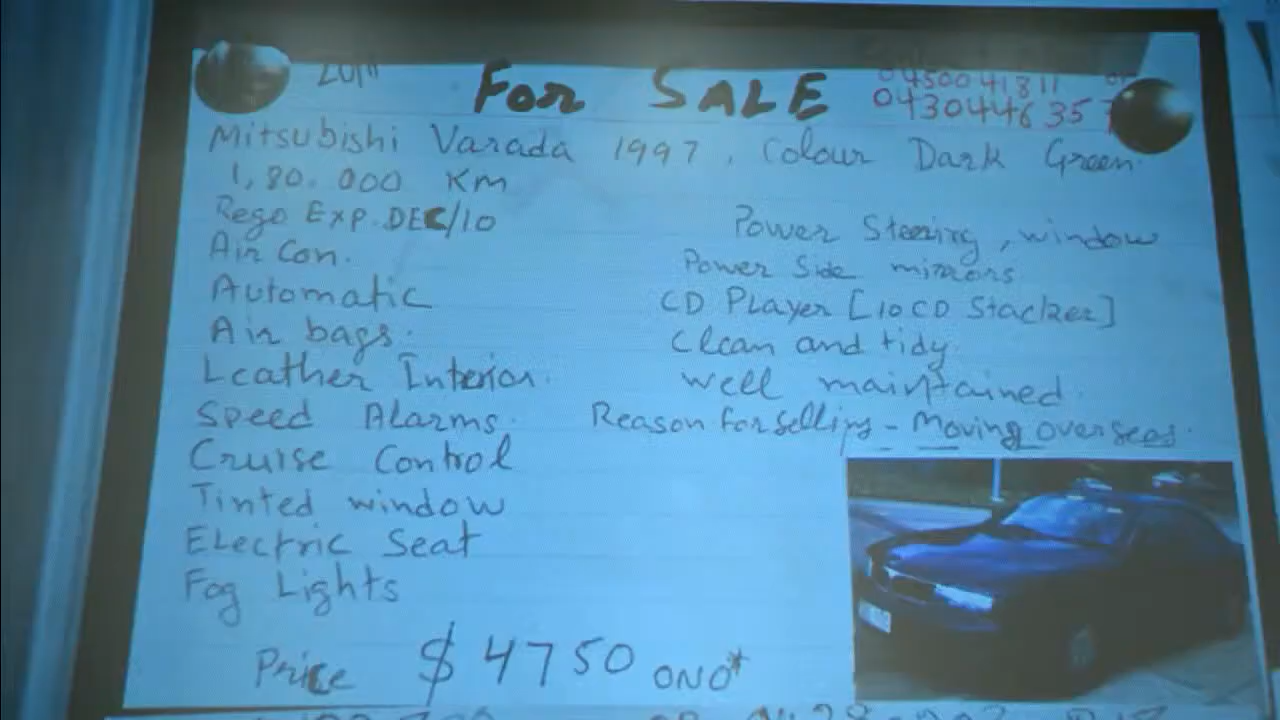 FOR SALE
0450041811 or
043044635
Mitsubishi Varada 1997, Colour Dark Green.
1,80.000 KM
Rego Exp. DEC/10
Power Steering, window
Air Con.
Power Side mirrors
Automatic
CD Player [10 CD Stacker]
Air bags.
Clean and tidy
Leather Interior.
well maintained.
Speed Alarms.
Reason for selling - Moving overseas.
Cruise Control
Tinted window
Electric Seat
Fog Lights
Price $4750 ONO*